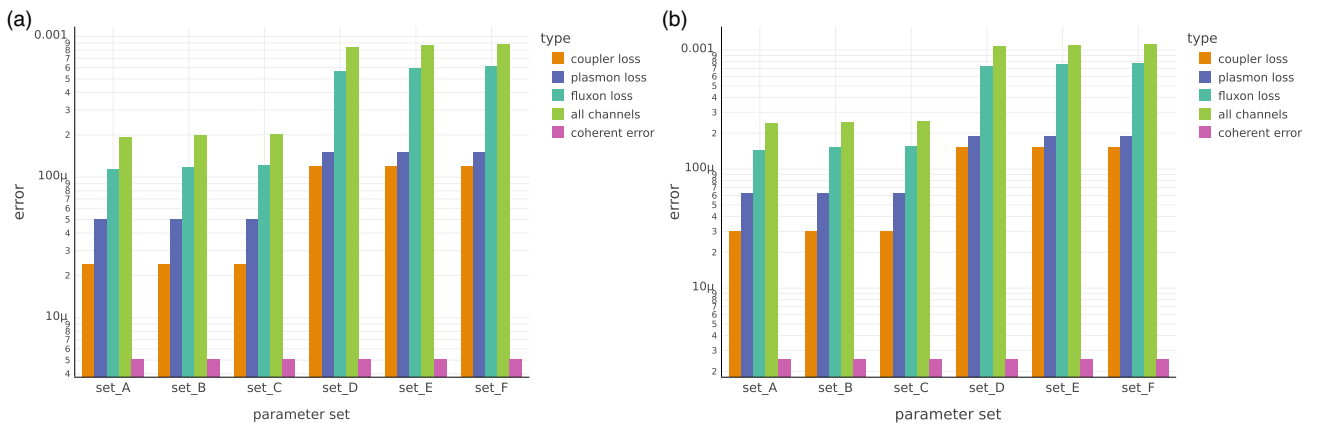 (a)
0.001
9
8
7
6
5
4
3
2
100μ
9
8
7
6
5
4
3
2
10μ
9
8
7
6
5
4
error
set_A set_B set_C set_D set_E set_F
parameter set
type
coupler loss
plasmon loss
fluxon loss
all channels
coherent error
(b)
0.001
9
8
7
6
5
4
3
2
100μ
9
8
7
6
5
4
3
2
10μ
9
8
7
6
5
4
3
2
error
set_A set_B set_C set_D set_E set_F
parameter set
type
coupler loss
plasmon loss
fluxon loss
all channels
coherent error